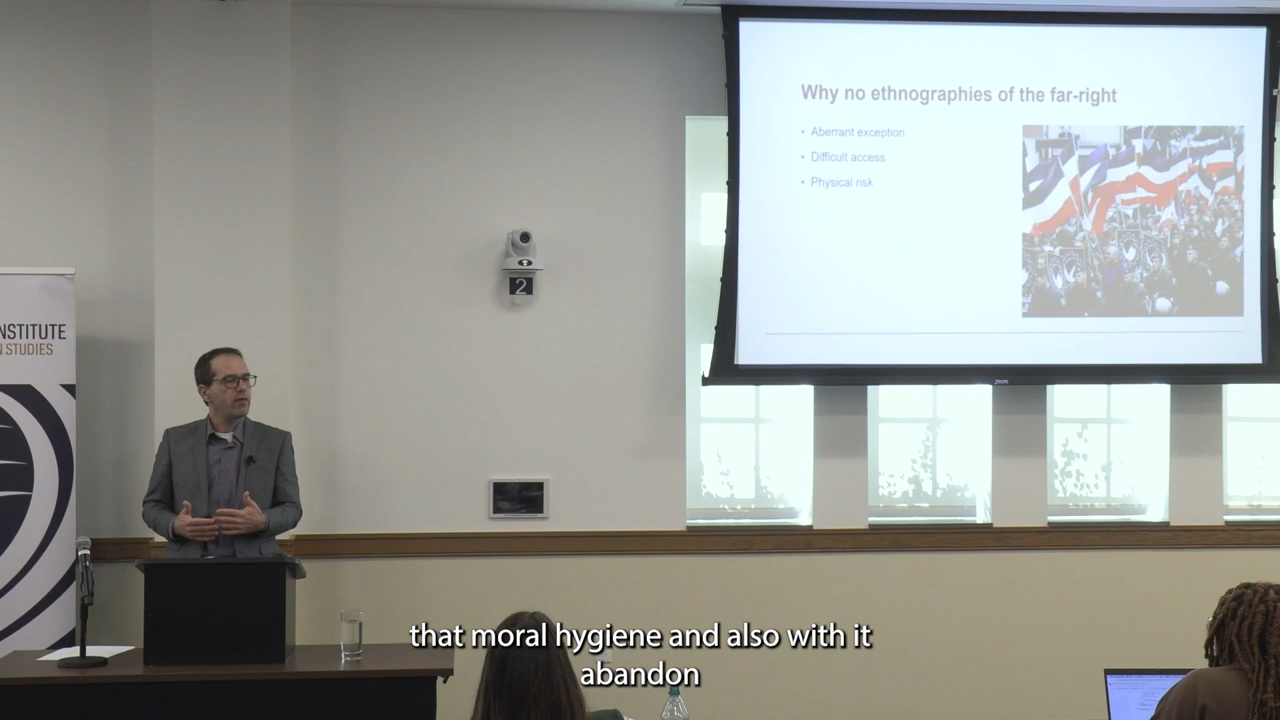 Why no ethnographies of the far-right
• Aberrant exception
• Difficult access
• Physical risk
2
NSTITUTE
N STUDIES
that moral hygiene and also with it
abandon